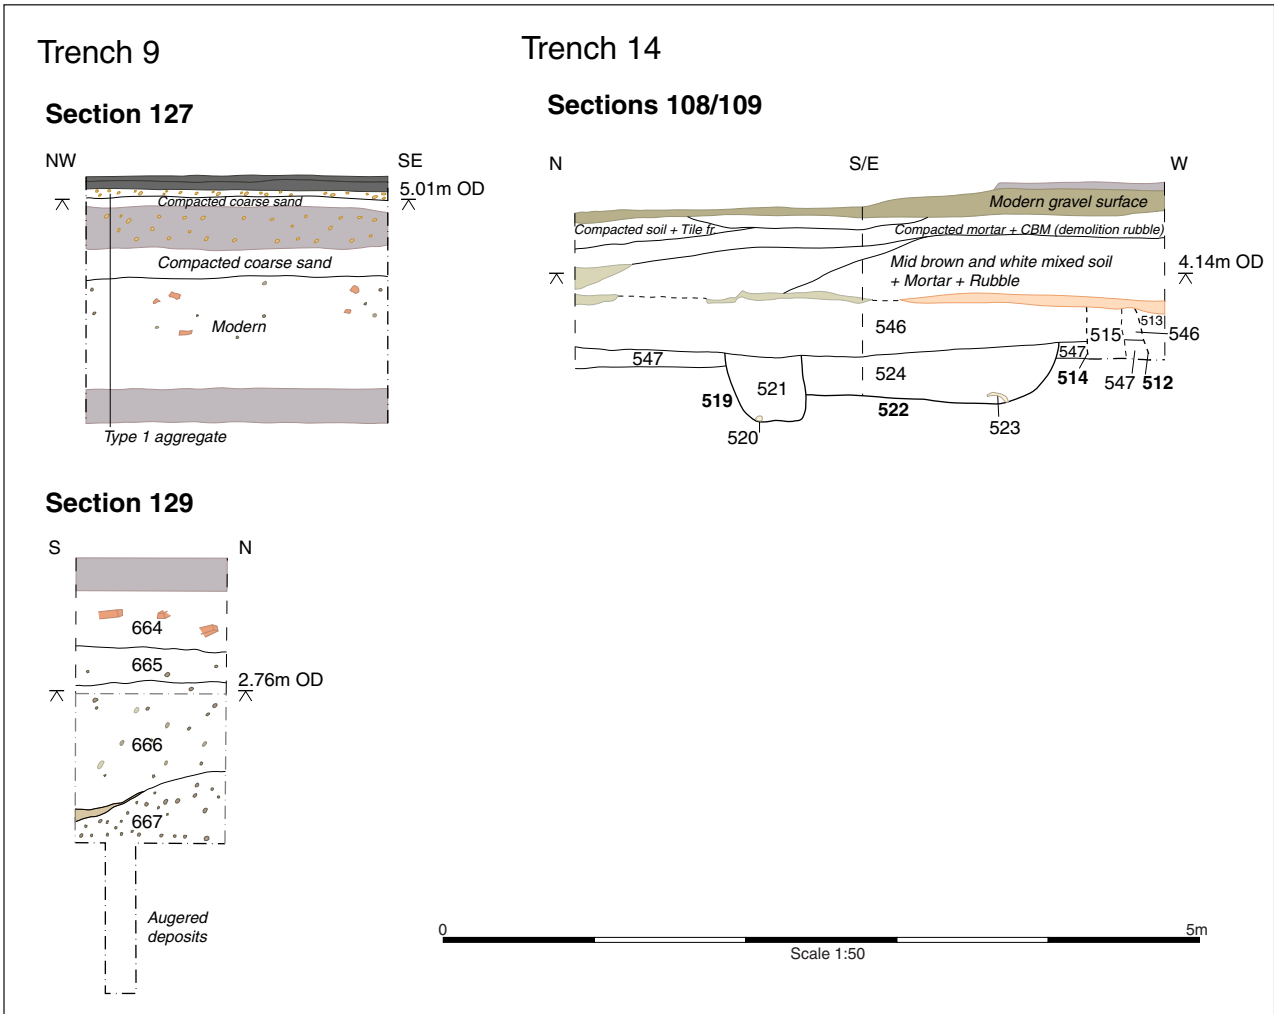 Trench 9
Section 127
NW SE
5.01m OD
Compacted coarse sand
Compacted coarse sand
Modern
Type 1 aggregate
Trench 14
Sections 108/109
N S/E W
Modern gravel surface
Compacted soil + Tile fr. Compacted mortar + CBM (demolition rubble)
Mid brown and white mixed soil
+ Mortar + Rubble
4.14m OD
546 515 513 546
547 547
521 524 514 547 512
519 522
520 523
Section 129
S N
664
665
2.76m OD
666
667
Augered
deposits
0 5m
Scale 1:50